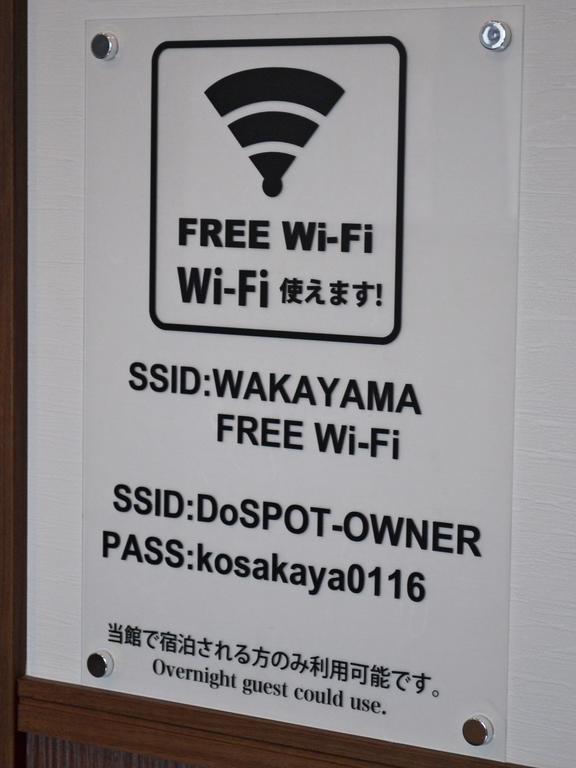 FREE Wi-Fi
Wi-Fi 使えます!
SSID:WAKAYAMA
FREE Wi-Fi
SSID:DoSPOT-OWNER
PASS:kosakaya0116
当館で宿泊される方のみ利用可能です。
Overnight guest could use.